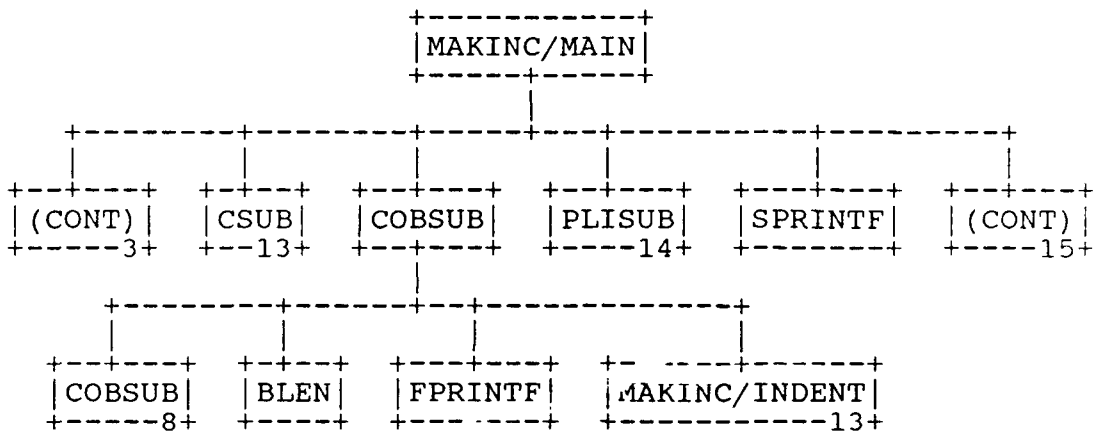 MAKINC/MAIN
(CONT) CSUB COBSUB PLISUB SPRINTF (CONT)
3 13 14 15
COBSUB BLEN FPRINTF MAKINC/INDENT
8 13